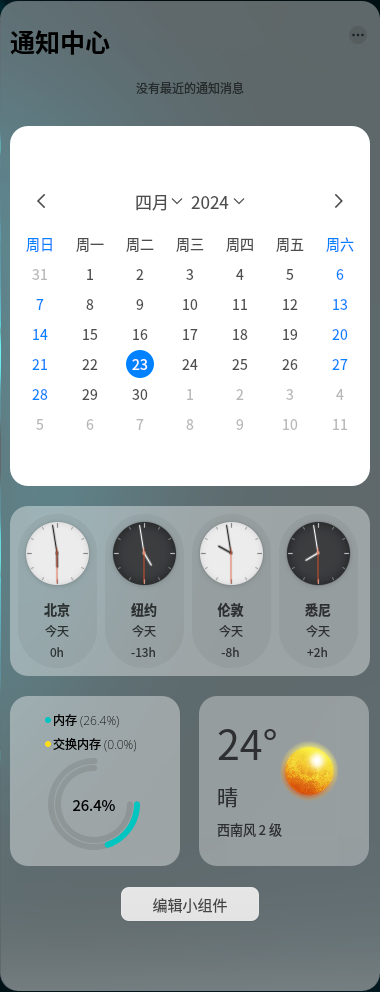 通知中心
没有最近的通知消息
四月 2024
周日 周一 周二 周三 周四 周五 周六
31 1 2 3 4 5 6
7 8 9 10 11 12 13
14 15 16 17 18 19 20
21 22 23 24 25 26 27
28 29 30 1 2 3 4
5 6 7 8 9 10 11
北京 纽约 伦敦 悉尼
今天 今天 今天 今天
0h -13h -8h +2h
内存 (26.4%)
交换内存 (0.0%)
26.4%
24°
晴
西南风 2 级
编辑小组件